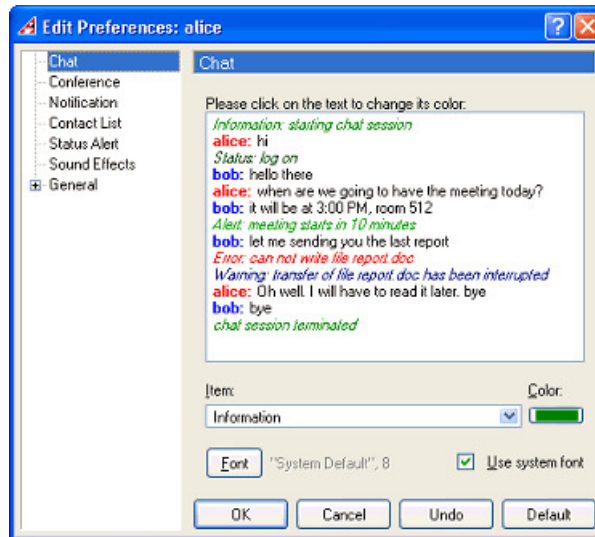 Edit Preferences: alice
Chat
Conference
Notification
Contact List
Status Alert
Sound Effects
General
Chat
Please click on the text to change its color:
Information: starting chat session
alice: hi
Status: log on
bob: hello there
alice: when are we going to have the meeting today?
bob: it will be at 3:00 PM, room 512
Alert: meeting starts in 10 minutes
bob: let me sending you the last report
Error: can not write file report.doc
Warning: transfer of file report.doc has been interrupted
alice: Oh well. I will have to read it later. bye
bob: bye
chat session terminated
Item: Color:
Information
Font "System Default", 8 Use system font
OK Cancel Undo Default